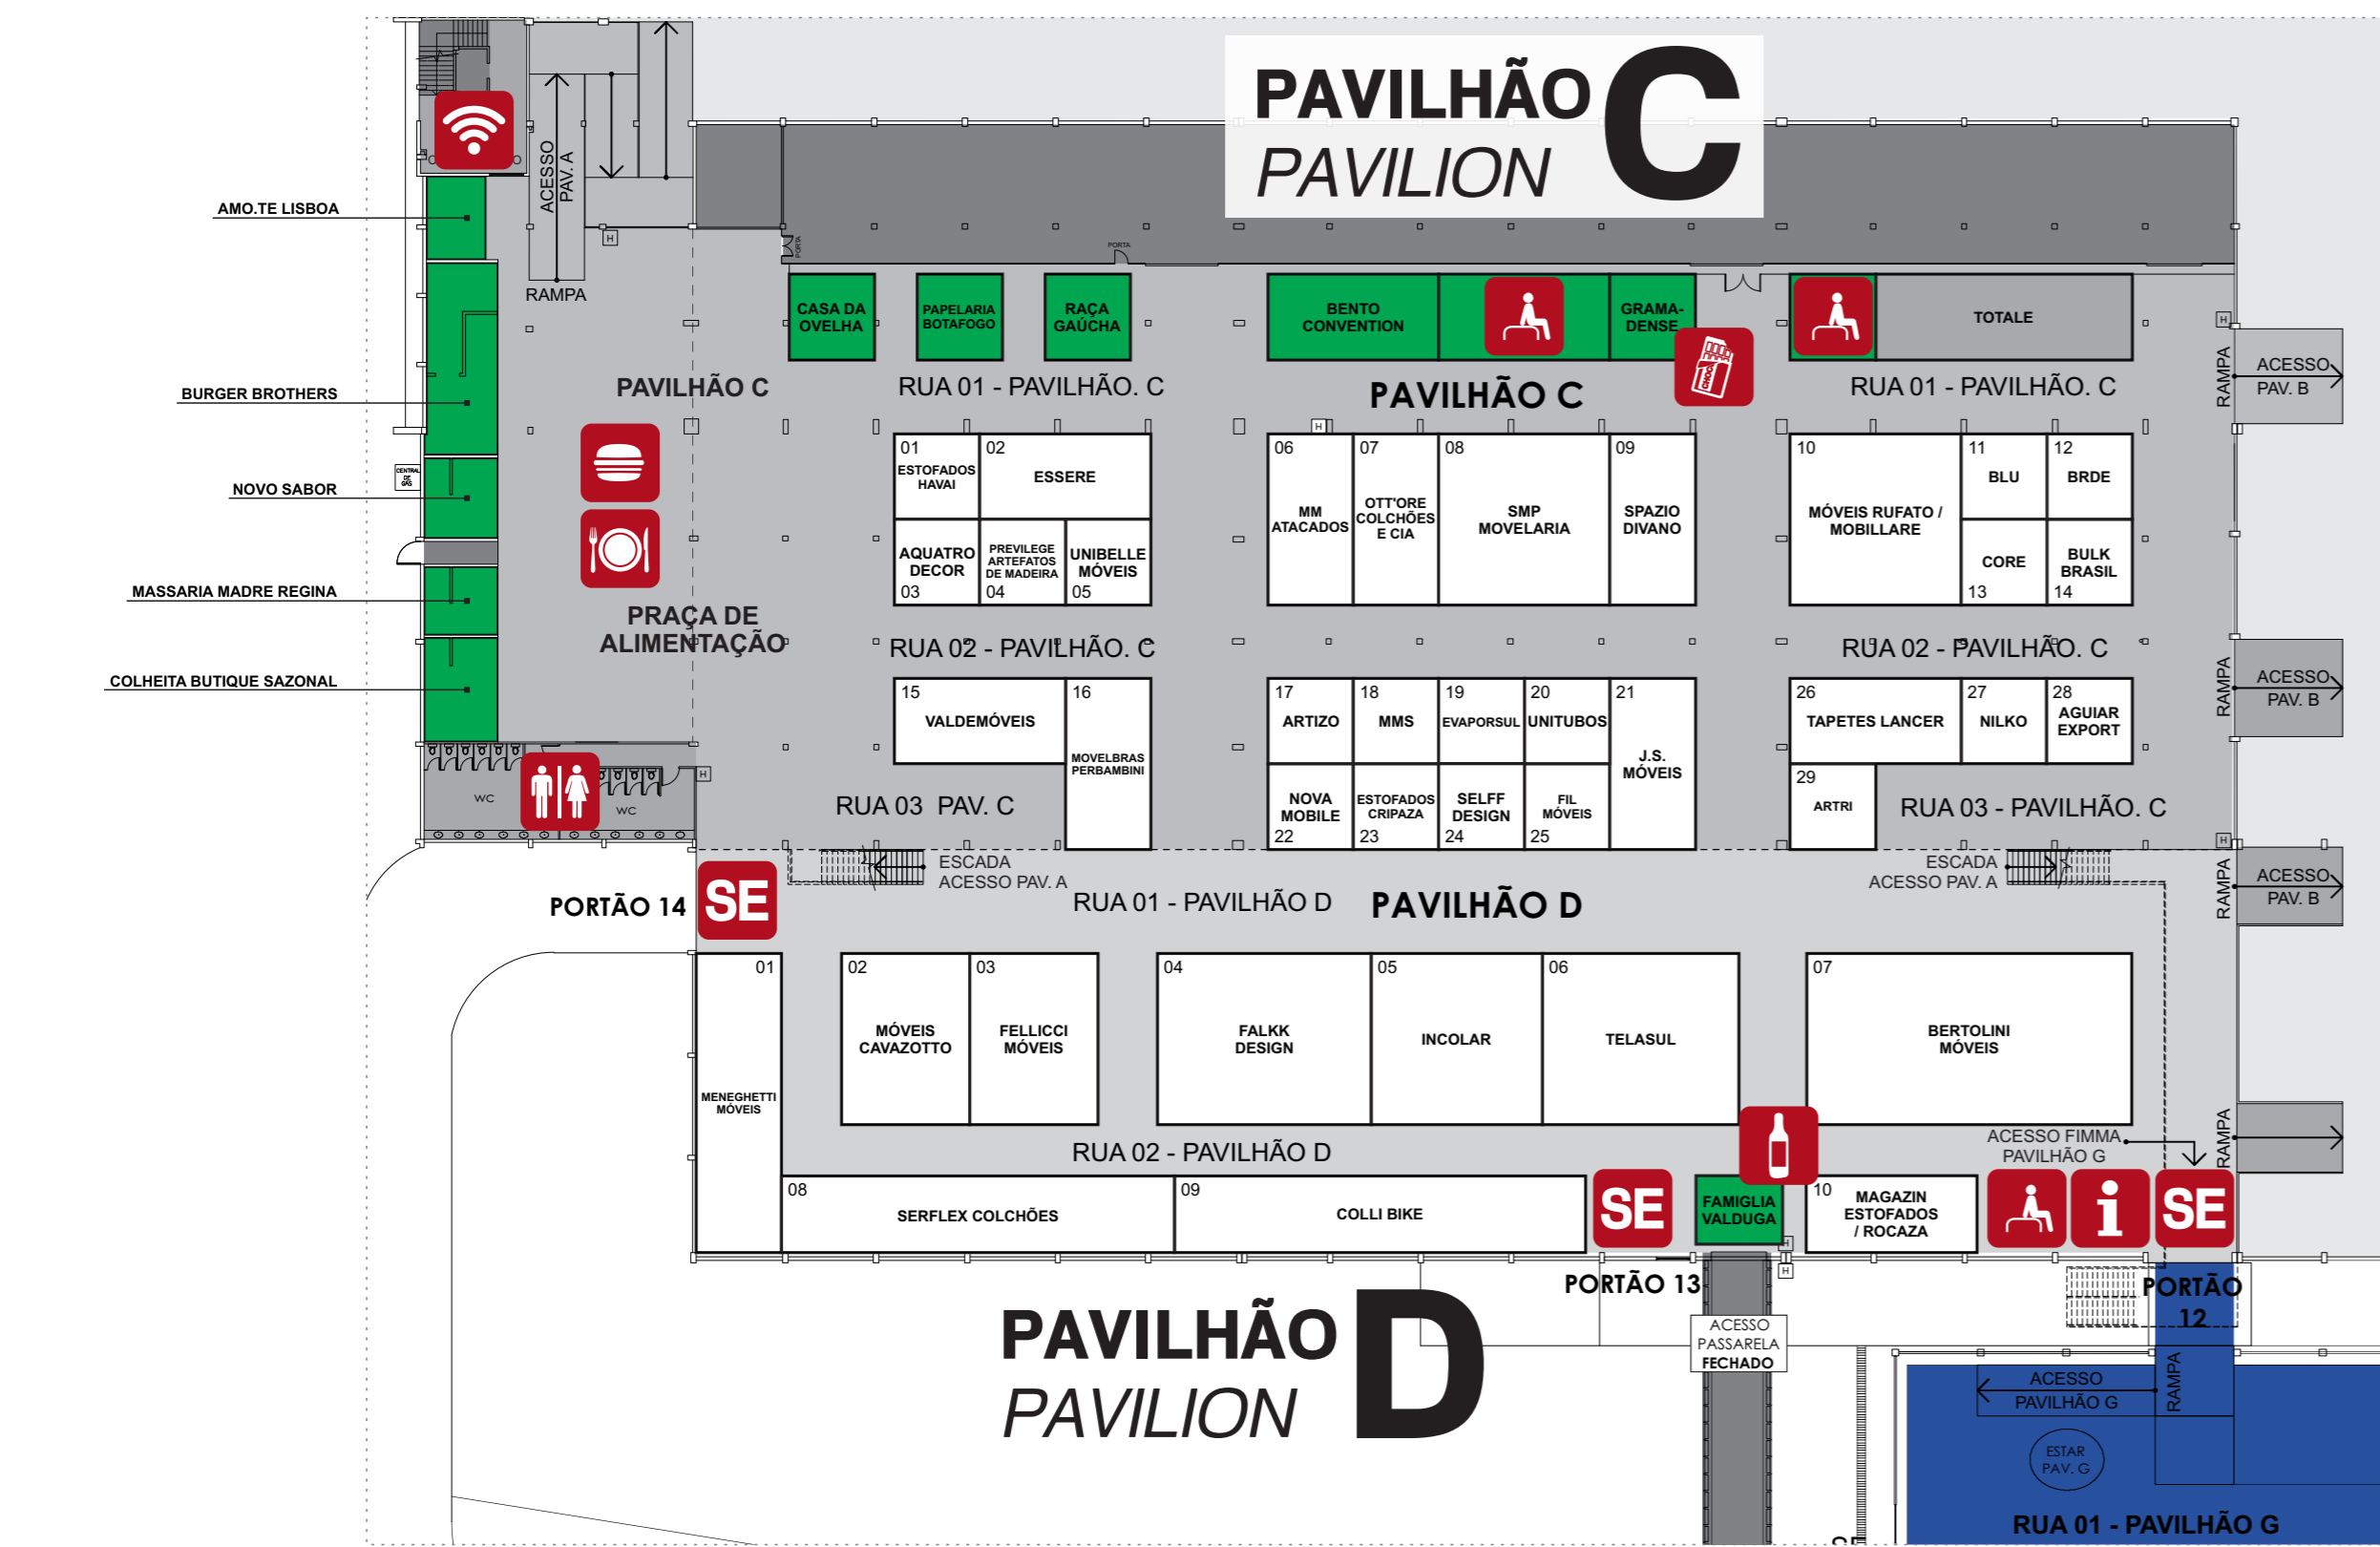 PAVILHÃO C
PAVILION
ACESSO
PAV. A
RAMPA
H
PORTA
PORTA
AMO.TE LISBOA
BURGER BROTHERS
NOVO SABOR
MASSARIA MADRE REGINA
COLHEITA BUTIQUE SAZONAL
CENTRAL
DE
GÁS
CASA DA
OVELHA
PAPELARIA
BOTAFOGO
RAÇA
GAÚCHA
BENTO
CONVENTION
GRAMA-
DENSE
CHOCO
TOTALE
H
RAMPA
ACESSO
PAV. B
PAVILHÃO C
RUA 01 - PAVILHÃO. C
PAVILHÃO C
RUA 01 - PAVILHÃO. C
H
01
ESTOFADOS
HAVAI
02
ESSERE
AQUATRO
DECOR
03
PREVILEGE
ARTEFATOS
DE MADEIRA
04
UNIBELLE
MÓVEIS
05
06
MM
ATACADOS
07
OTT'ORE
COLCHÕES
E CIA
08
SMP
MOVELARIA
09
SPAZIO
DIVANO
10
MÓVEIS RUFATO /
MOBILLARE
11
BLU
12
BRDE
CORE
13
BULK
BRASIL
14
PRAÇA DE
ALIMENTAÇÃO
RUA 02 - PAVILHÃO. C
RUA 02 - PAVILHÃO. C
RAMPA
ACESSO
PAV. B
15
VALDEMÓVEIS
16
MOVELBRAS
PERBAMBINI
17
ARTIZO
18
MMS
19
EVAPORSUL
20
UNITUBOS
21
J.S.
MÓVEIS
NOVA
MOBILE
22
ESTOFADOS
CRIPAZA
23
SELFF
DESIGN
24
FIL
MÓVEIS
25
26
TAPETES LANCER
27
NILKO
28
AGUIAR
EXPORT
29
ARTRI
WC
WC
H
RUA 03 PAV. C
RUA 03 - PAVILHÃO. C
H
ESCADA
ACESSO PAV. A
ESCADA
ACESSO PAV. A
RAMPA
ACESSO
PAV. B
PORTÃO 14
SE
RUA 01 - PAVILHÃO D
PAVILHÃO D
01
MENEGHETTI
MÓVEIS
02
MÓVEIS
CAVAZOTTO
03
FELLICCI
MÓVEIS
04
FALKK
DESIGN
05
INCOLAR
06
TELASUL
07
BERTOLINI
MÓVEIS
RUA 02 - PAVILHÃO D
ACESSO FIMMA
PAVILHÃO G
RAMPA
08
SERFLEX COLCHÕES
09
COLLI BIKE
SE
FAMIGLIA
VALDUGA
10
MAGAZIN
ESTOFADOS
/ ROCAZA
i
SE
H
H
PORTÃO 13
PORTÃO
12
PAVILHÃO D
PAVILION
ACESSO
PASSARELA
FECHADO
RAMPA
ACESSO
PAVILHÃO G
ESTAR
PAV. G
RUA 01 - PAVILHÃO G